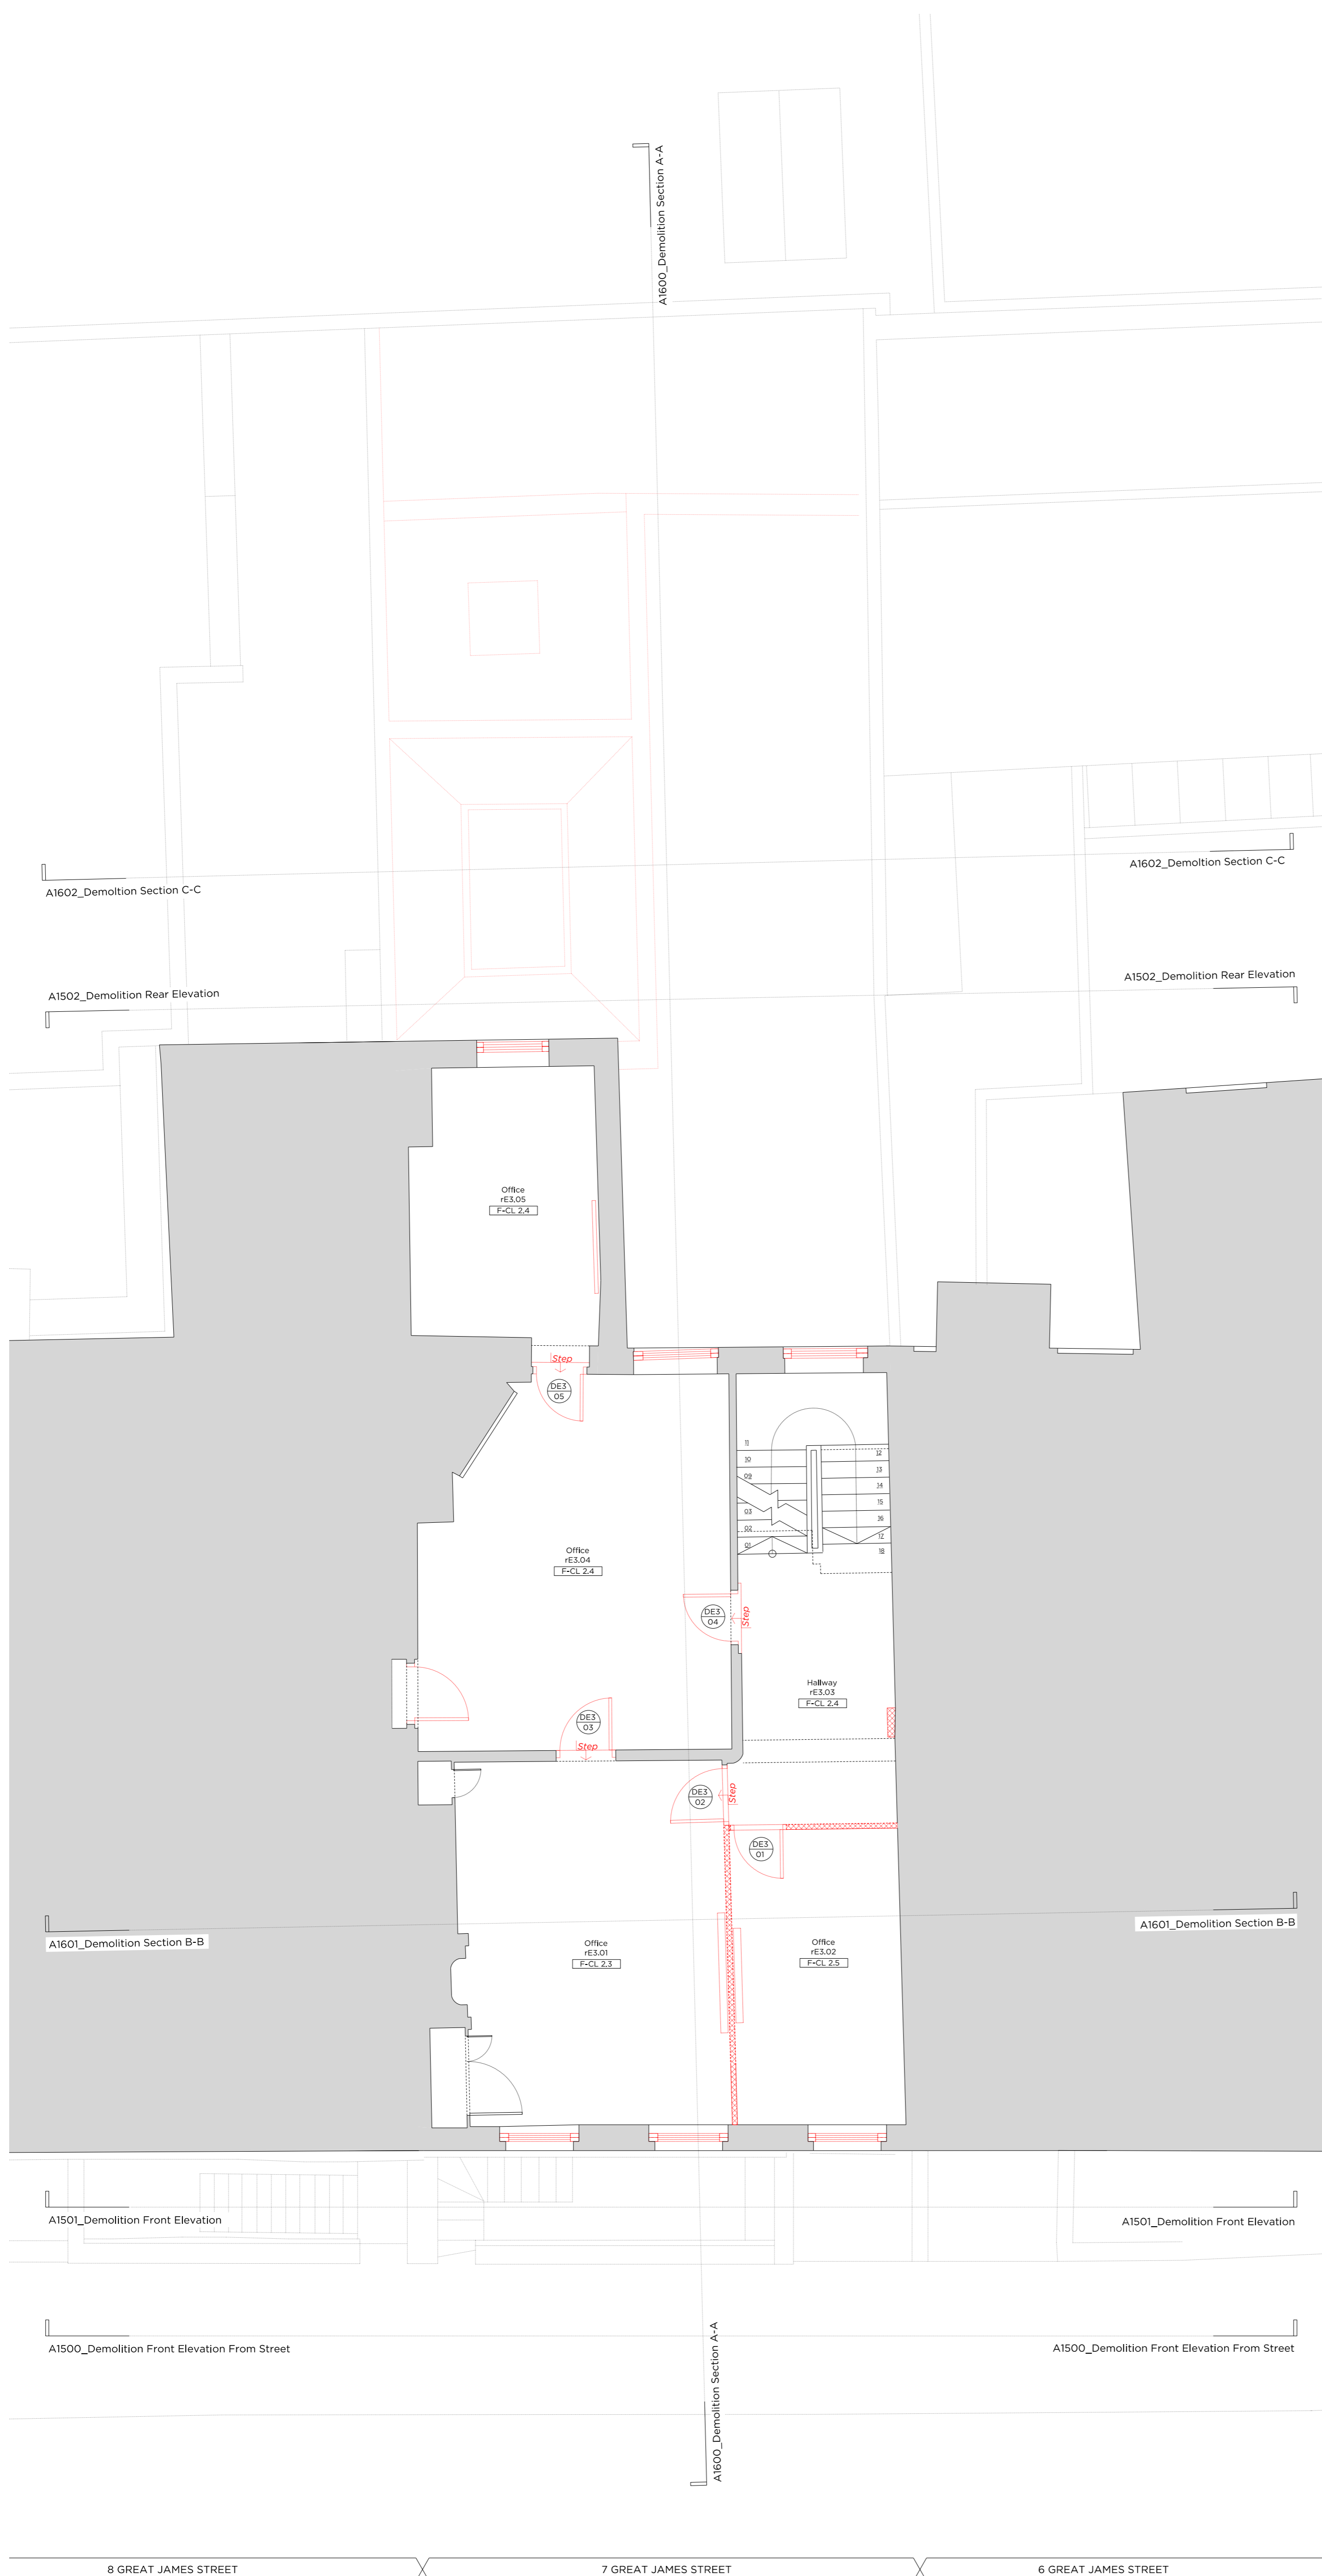 A1600_Demolition Section A-A
A1602_Demoltion Section C-C
A1602_Demoltion Section C-C
A1502_Demolition Rear Elevation
A1502_Demolition Rear Elevation
Office
rE3.05
F-CL 2.4
Step
DE3
05
11
10
09
03
02
01
12
13
14
15
16
17
18
Office
rE3.04
F-CL 2.4
DE3
04
Step
Hallway
rE3.03
F-CL 2.4
DE3
03
Step
DE3
02
Step
DE3
01
A1601_Demolition Section B-B
A1601_Demolition Section B-B
Office
rE3.01
F-CL 2.3
Office
rE3.02
F-CL 2.5
A1501_Demolition Front Elevation
A1501_Demolition Front Elevation
A1500_Demolition Front Elevation From Street
A1500_Demolition Front Elevation From Street
A1600_Demolition Section A-A
8 GREAT JAMES STREET
7 GREAT JAMES STREET
6 GREAT JAMES STREET